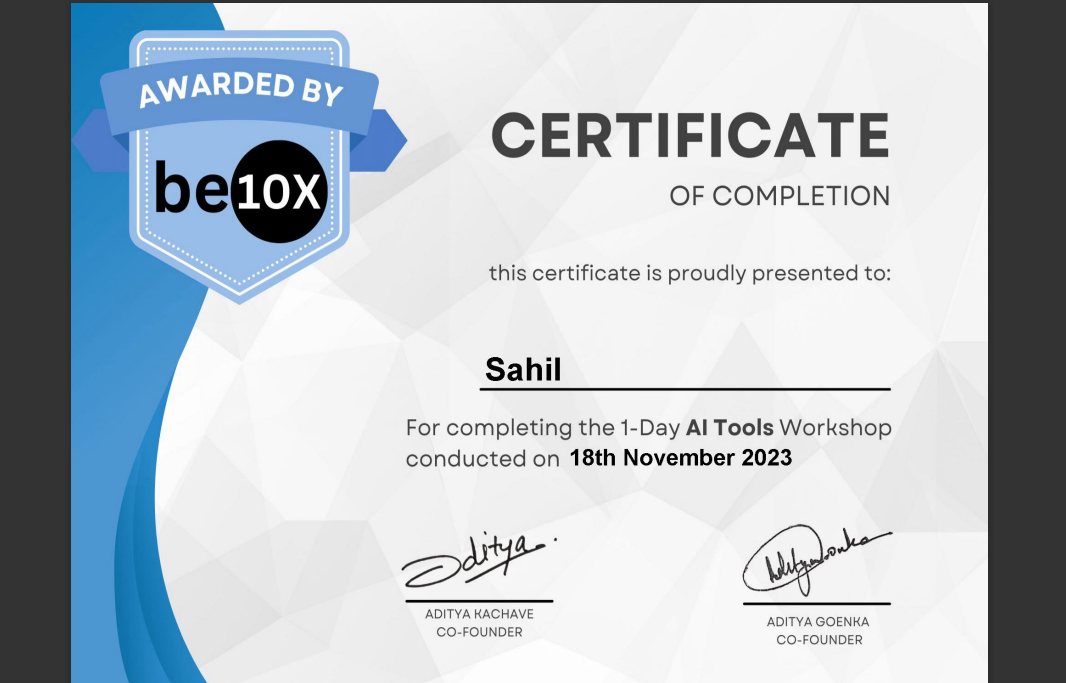 AWARDED BY
be10X
CERTIFICATE
OF COMPLETION
this certificate is proudly presented to:
Sahil
For completing the 1-Day AI Tools Workshop
conducted on 18th November 2023
Aditya
Aditya Goenka
ADITYA KACHAVE
CO-FOUNDER
ADITYA GOENKA
CO-FOUNDER